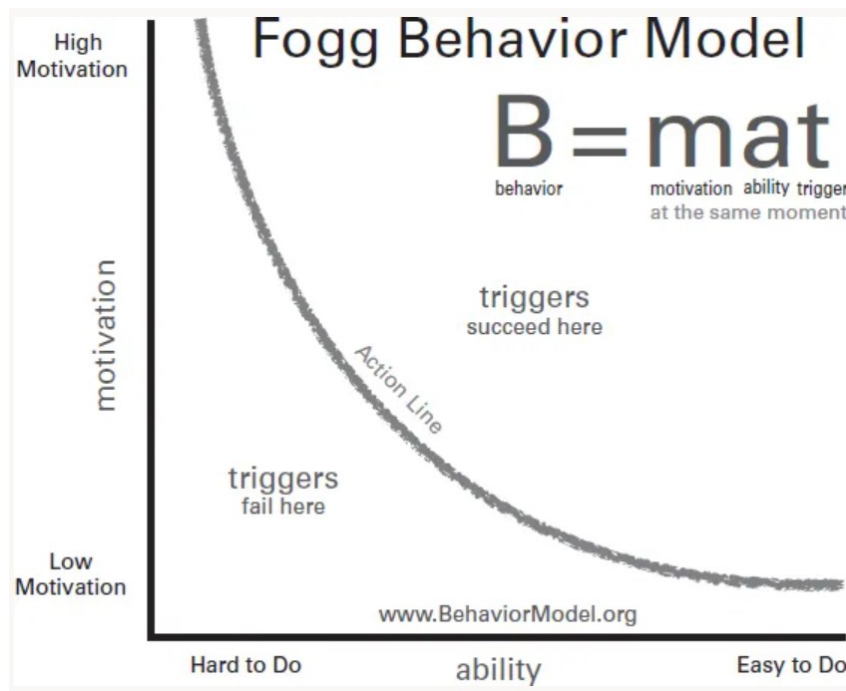 Fogg Behavior Model
High
Motivation
B = mat
behavior
motivation ability trigger
at the same moment
motivation
triggers
succeed here
Action Line
triggers
fail here
Low
Motivation
www.BehaviorModel.org
Hard to Do
ability
Easy to Do